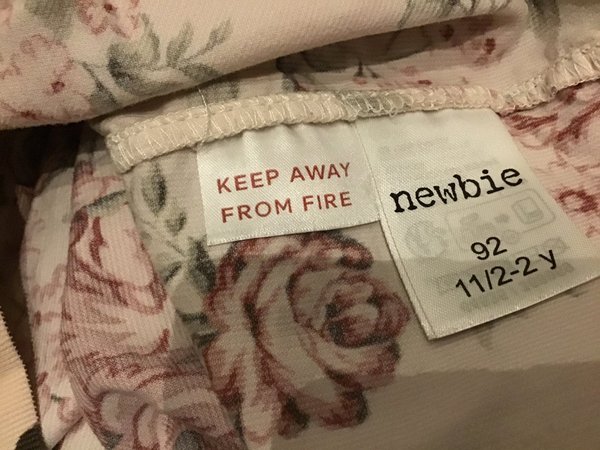 KEEP AWAY
FROM FIRE
newbie
92
11/2-2 y